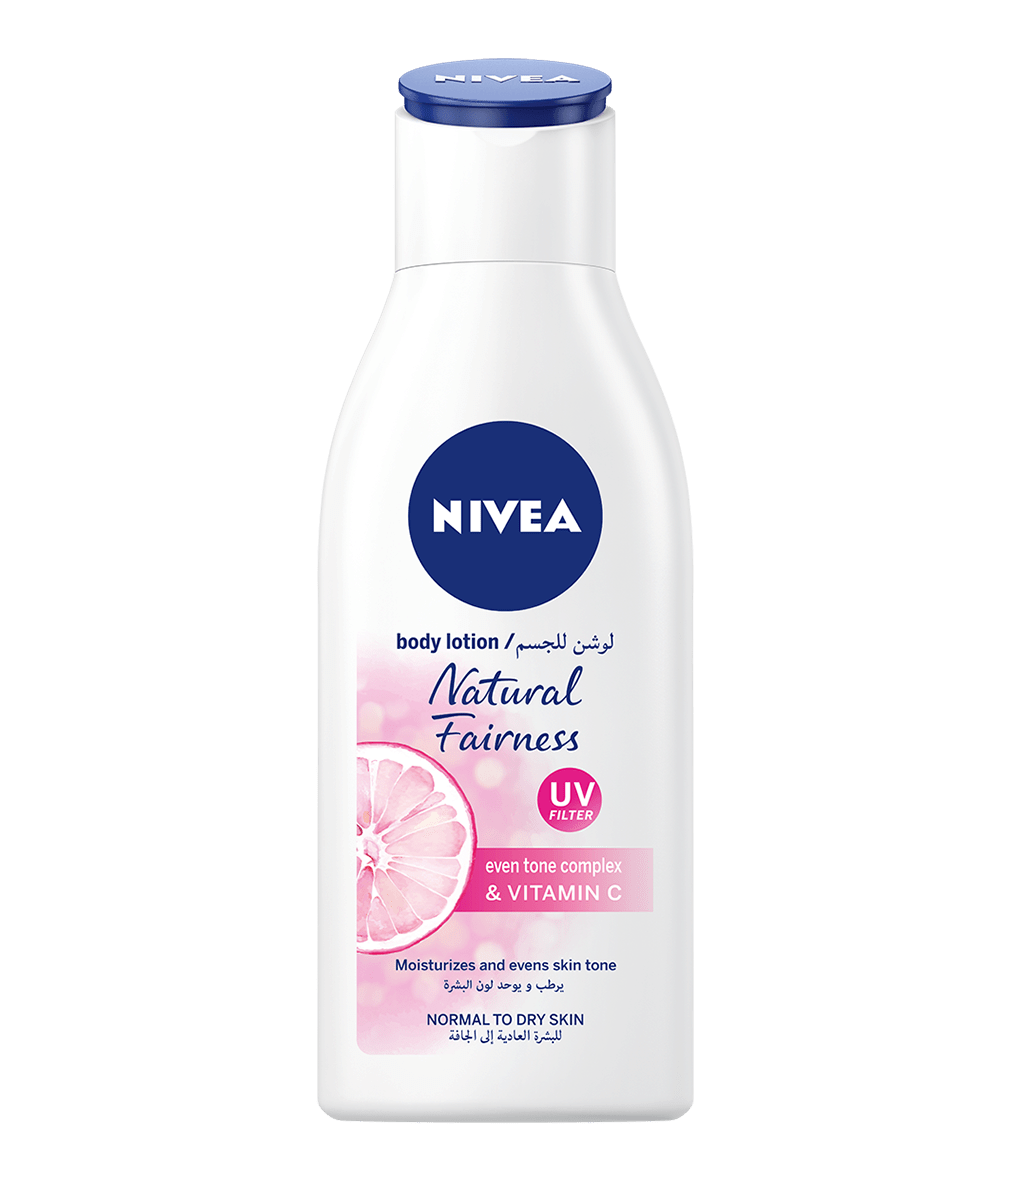 NIVEA
NIVEA
body lotion / لوشن للجسم
Natural
Fairness
UV
FILTER
even tone complex
& VITAMIN C
Moisturizes and evens skin tone
يرطب و يوحد لون البشرة
NORMAL TO DRY SKIN
للبشرة العادية إلى الجافة